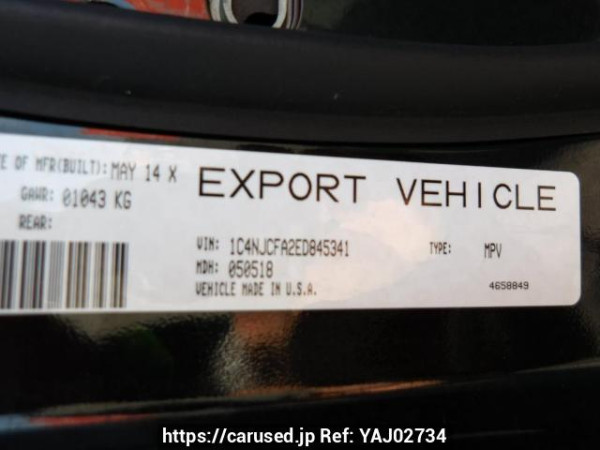 E OF MFR(BUILT): MAY 14 X
EXPORT VEHICLE
GAWR: 01043 KG
REAR:
VIN: 1C4NJCFA2ED845341 TYPE: MPV
MDH: 050518
VEHICLE MADE IN U.S.A. 4658849
https://carused.jp Ref: YAJ02734